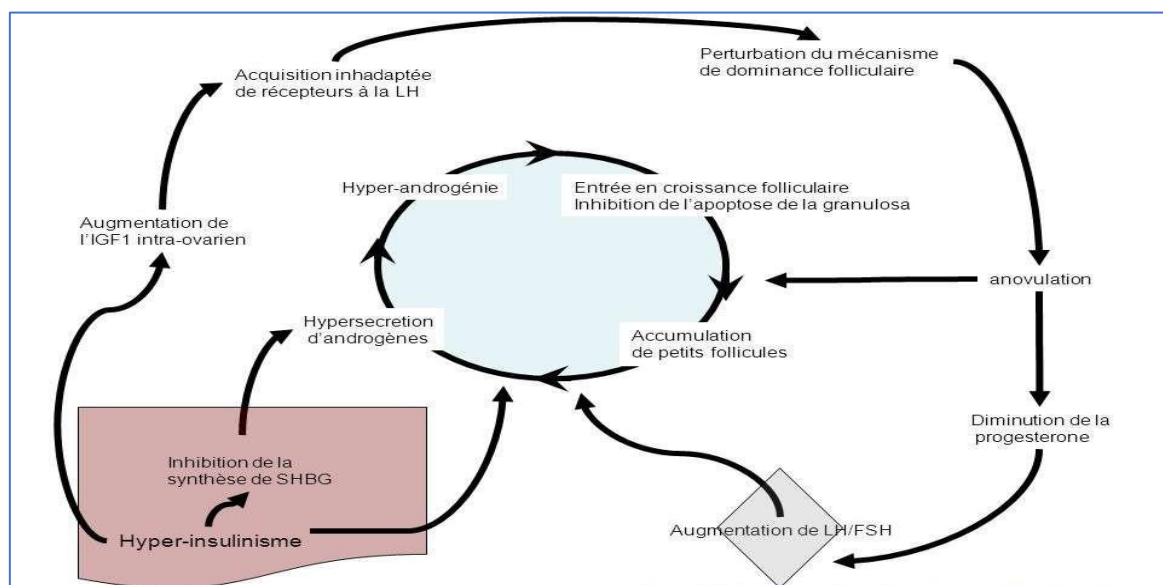 Perturbation du mécanisme
de dominance folliculaire
Acquisition inhadaptée
de récepteurs à la LH
Hyper-androgénie
Entrée en croissance folliculaire
Inhibition de l'apoptose de la granulosa
Augmentation de
l'IGF1 intra-ovarien
anovulation
Hypersecretion
d'androgènes
Accumulation
de petits follicules
Diminution de la
progesterone
Inhibition de la
synthèse de SHBG
Augmentation de LH/FSH
Hyper-insulinisme